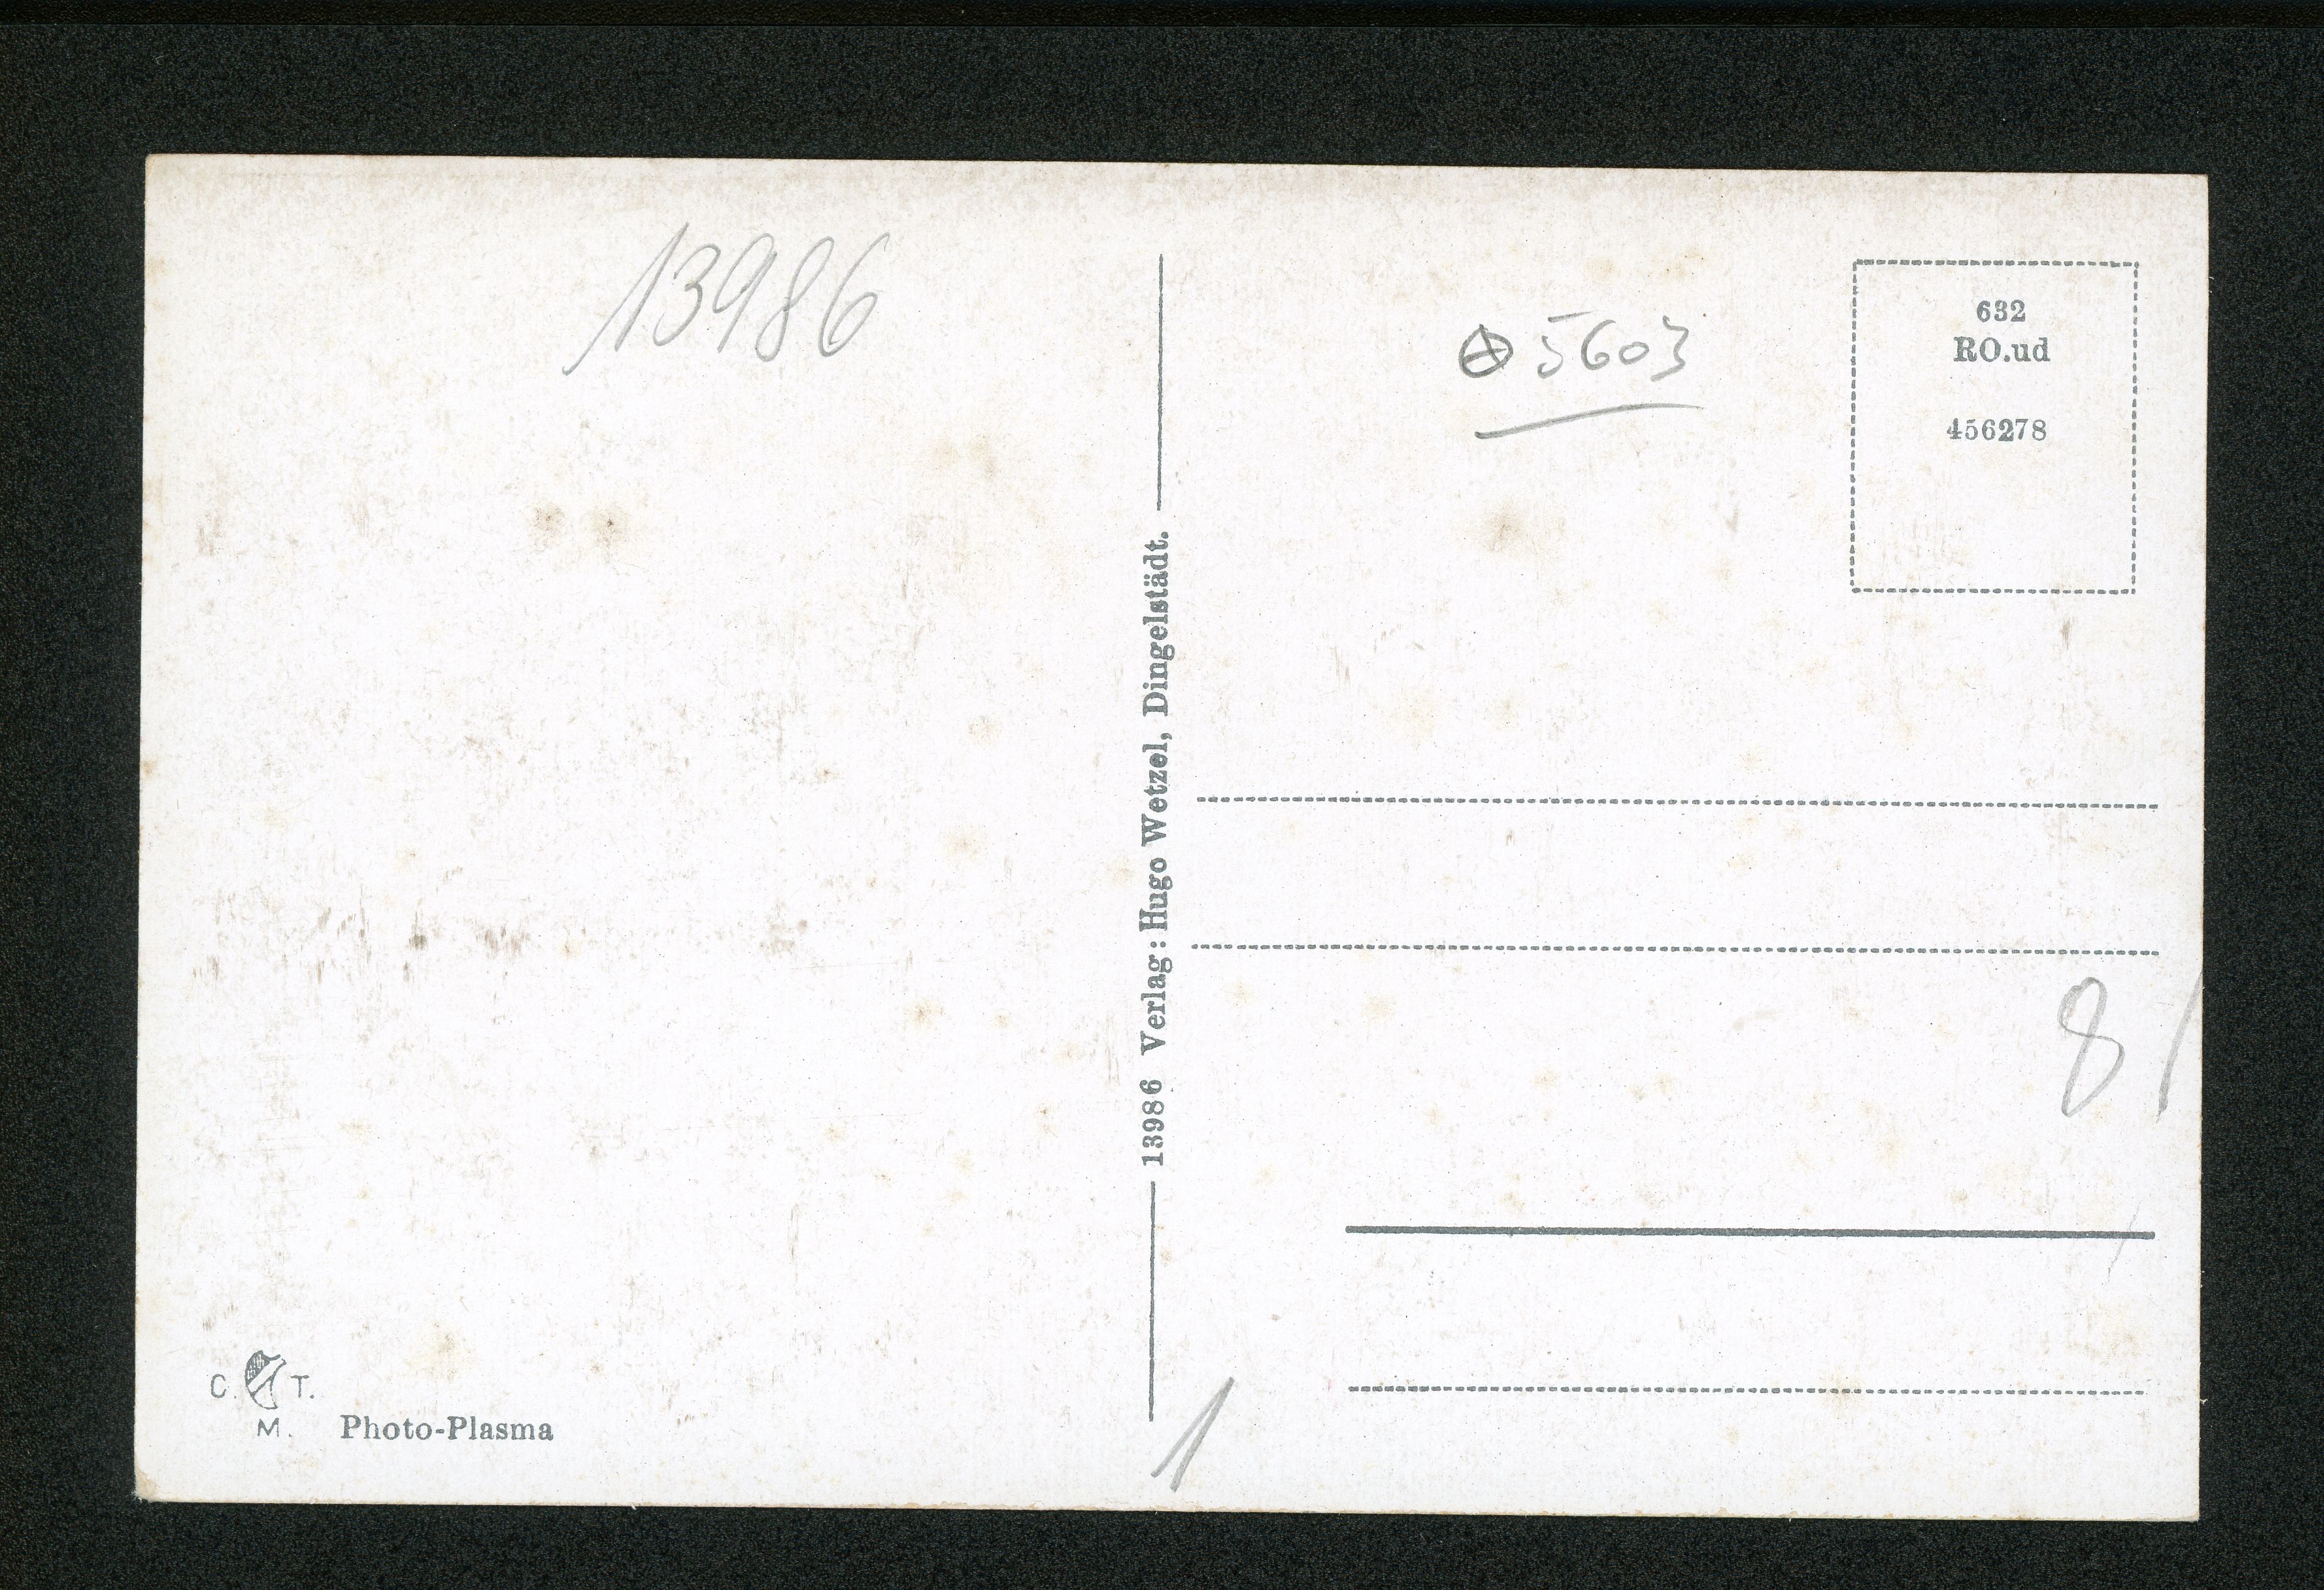 13986
5603
632
RO.ud
456278
13986 Verlag: Hugo Wetzel, Dingelstädt.
8/
C. T.
M. Photo-Plasma
1